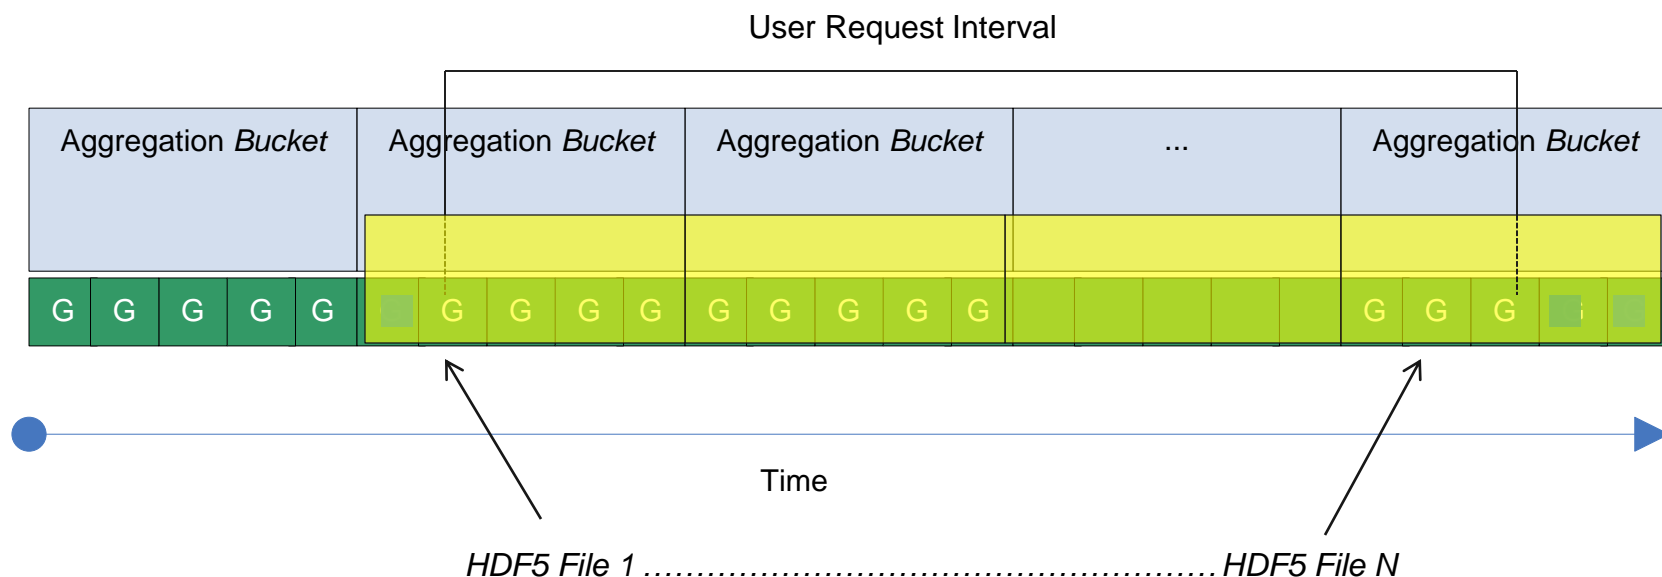 User Request Interval
Aggregation Bucket Aggregation Bucket Aggregation Bucket ... Aggregation Bucket
G G G G G G G G G G G G G G G G G
Time
HDF5 File 1 ………………………………………………… HDF5 File N